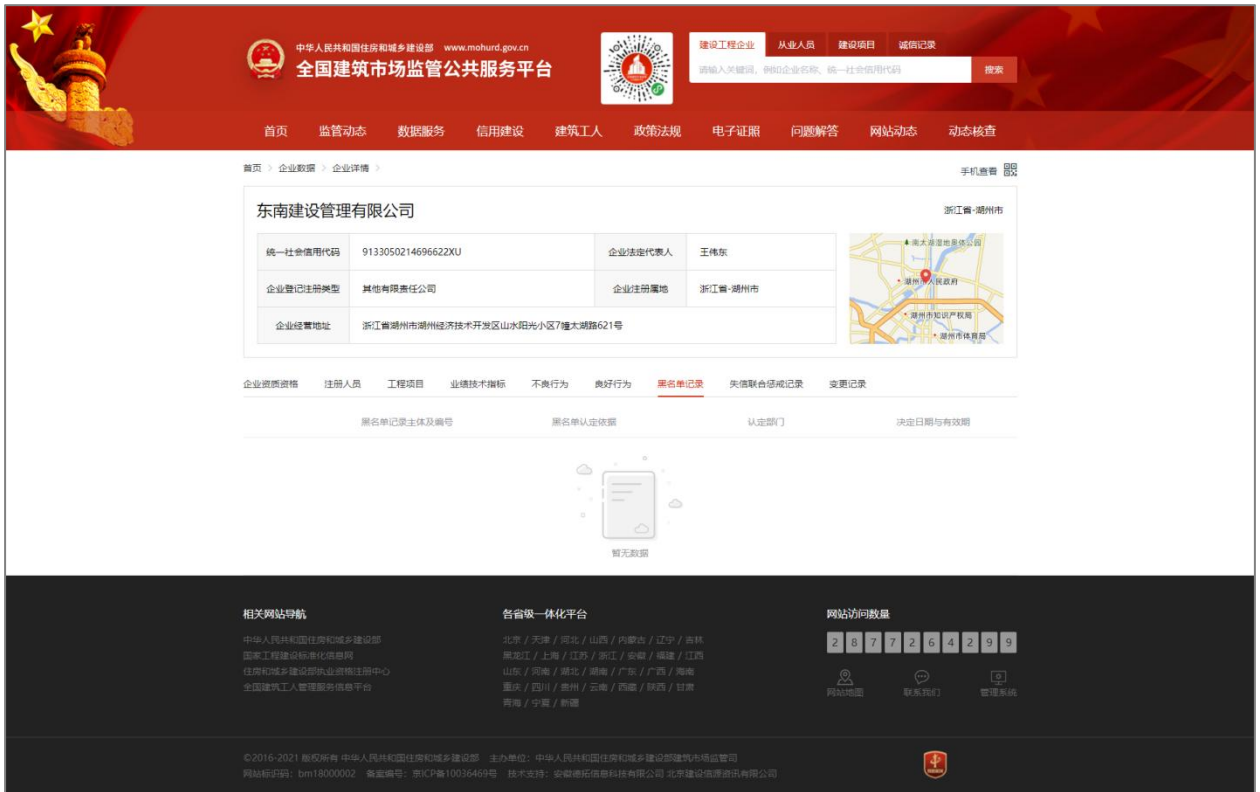 中华人民共和国住房和城乡建设部 www.mohurd.gov.cn
全国建筑市场监管公共服务平台
建设工程企业 从业人员 建设项目 诚信记录
请输入关键词，例如企业名称、统一社会信用代码 搜索
首页 监管动态 数据服务 信用建设 建筑工人 政策法规 电子证照 问题解答 网站动态 动态核查
首页 > 企业数据 > 企业详情 >
手机查看
东南建设管理有限公司
浙江省-湖州市
统一社会信用代码 9133050214696622XU 企业法定代表人 王伟东
企业登记注册类型 其他有限责任公司 企业注册属地 浙江省-湖州市
企业经营地址 浙江省湖州市湖州经济技术开发区山水阳光小区7幢太湖路621号
湖州市人民政府
湖州市知识产权局
湖州市体育局
企业资质资格 注册人员 工程项目 业绩技术指标 不良行为 良好行为 黑名单记录 失信联合惩戒记录 变更记录
黑名单记录主体及编号 黑名单认定依据 认定部门 决定日期与有效期
暂无数据
相关网站导航
中华人民共和国住房和城乡建设部
国家工程建设标准化信息网
住房和城乡建设部执业资格注册中心
全国建筑工人管理服务信息平台
各省级一体化平台
北京 / 天津 / 河北 / 山西 / 内蒙古 / 辽宁 / 吉林
黑龙江 / 上海 / 江苏 / 浙江 / 安徽 / 福建 / 江西
山东 / 河南 / 湖北 / 湖南 / 广东 / 广西 / 海南
重庆 / 四川 / 贵州 / 云南 / 西藏 / 陕西 / 甘肃
青海 / 宁夏 / 新疆
网站访问数量
2 8 7 7 2 6 4 2 9 9
网站地图 联系我们 管理系统
©2016-2021 版权所有 中华人民共和国住房和城乡建设部 主办单位：中华人民共和国住房和城乡建设部建筑市场监管司
网站标识码：bm18000002 备案编号：京ICP备10036469号 技术支持：安徽德拓信息科技有限公司 北京建设信源资讯有限公司